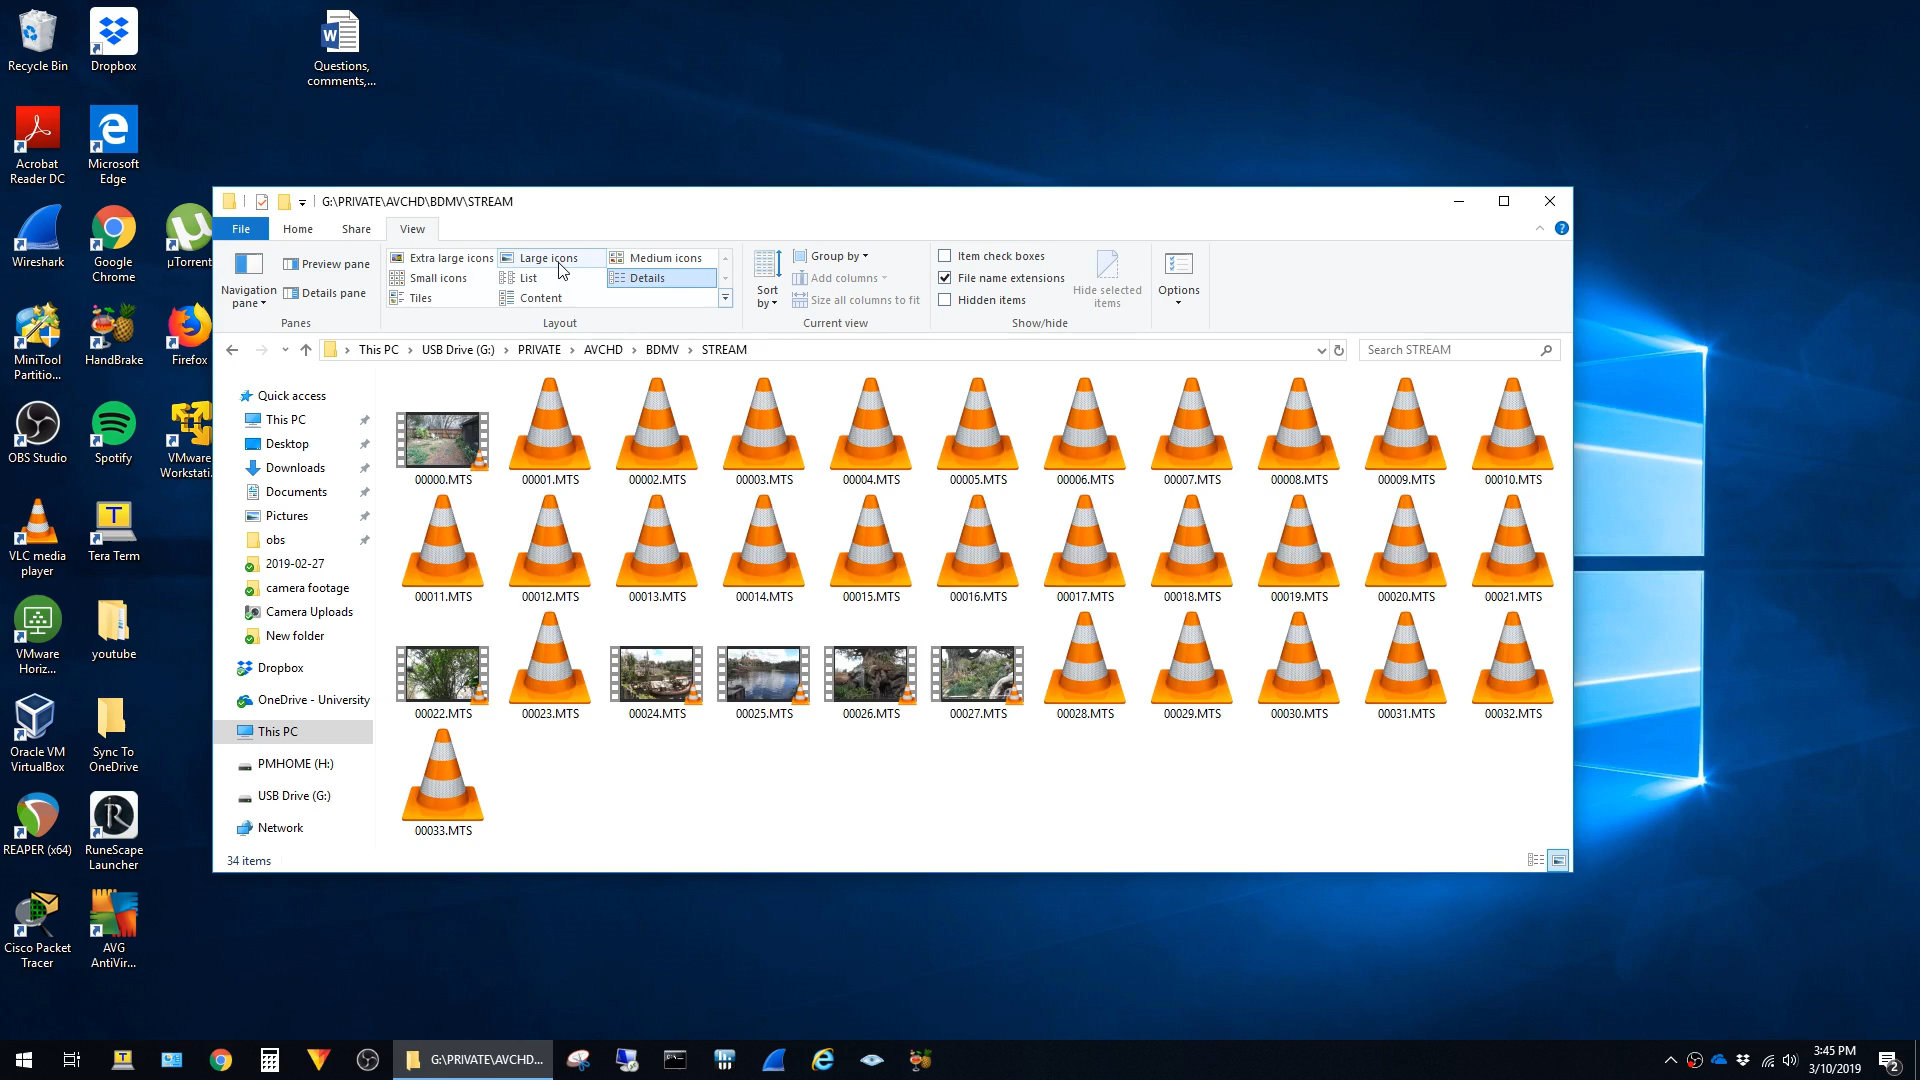 Recycle Bin
Dropbox
Questions,
comments,...
Acrobat
Reader DC
Microsoft
Edge
Wireshark
Google
Chrome
µTorrent
MiniTool
Partitio...
HandBrake
Firefox
OBS Studio
Spotify
VMware
Workstati...
VLC media
player
Tera Term
VMware
Horiz...
youtube
Oracle VM
VirtualBox
Sync To
OneDrive
REAPER (x64)
RuneScape
Launcher
Cisco Packet
Tracer
AVG
AntiVir...
G:\PRIVATE\AVCHD\BDMV\STREAM
File
Home
Share
View
Navigation
pane
Preview pane
Details pane
Panes
Extra large icons
Large icons
Medium icons
Small icons
List
Details
Tiles
Content
Layout
Sort
by
Group by
Add columns
Size all columns to fit
Current view
Item check boxes
File name extensions
Hidden items
Hide selected
items
Show/hide
Options
This PC
USB Drive (G:)
PRIVATE
AVCHD
BDMV
STREAM
Search STREAM
Quick access
This PC
Desktop
Downloads
Documents
Pictures
obs
2019-02-27
camera footage
Camera Uploads
New folder
Dropbox
OneDrive - University
This PC
PMHOME (H:)
USB Drive (G:)
Network
00000.MTS
00001.MTS
00002.MTS
00003.MTS
00004.MTS
00005.MTS
00006.MTS
00007.MTS
00008.MTS
00009.MTS
00010.MTS
00011.MTS
00012.MTS
00013.MTS
00014.MTS
00015.MTS
00016.MTS
00017.MTS
00018.MTS
00019.MTS
00020.MTS
00021.MTS
00022.MTS
00023.MTS
00024.MTS
00025.MTS
00026.MTS
00027.MTS
00028.MTS
00029.MTS
00030.MTS
00031.MTS
00032.MTS
00033.MTS
34 items
G:\PRIVATE\AVCHD...
3:45 PM
3/10/2019
2